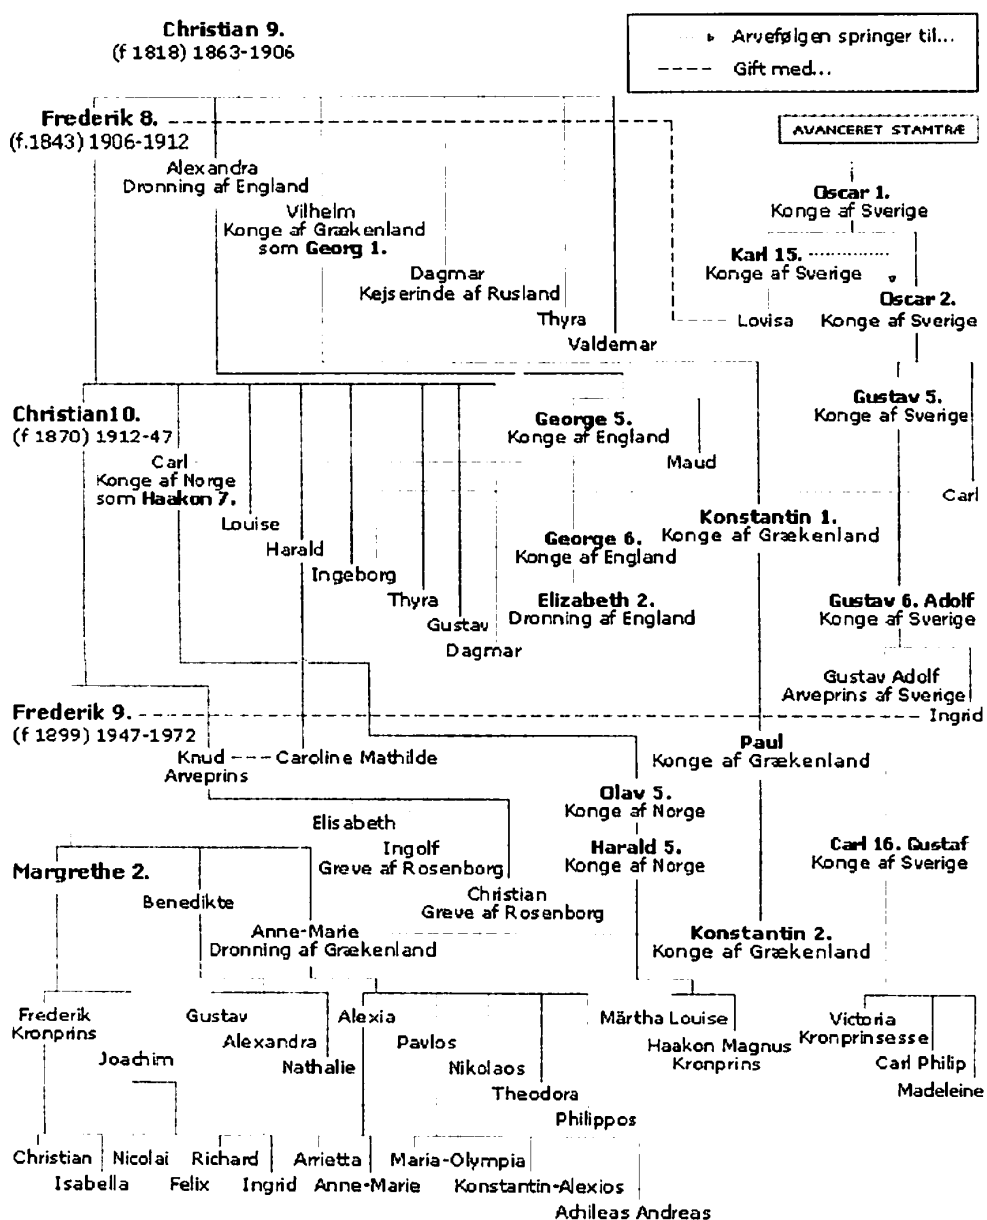 Christian 9.
(f 1818) 1863-1906
Arvefølgen springer til...
Gift med...
AVANCERET STAMTRÆ
Frederik 8.
(f.1843) 1906-1912
Alexandra
Dronning af England
Vilhelm
Konge af Grækenland
som Georg 1.
Dagmar
Kejserinde af Rusland
Thyra
Valdemar
Oscar 1.
Konge af Sverige
Karl 15.
Konge af Sverige
Oscar 2.
Konge af Sverige
Lovisa
Christian10.
(f 1870) 1912-47
Carl
Konge af Norge
som Haakon 7.
Louise
Harald
Ingeborg
Thyra
Gustav
Dagmar
George 5.
Konge af England
Maud
George 6.
Konge af England
Elizabeth 2.
Dronning af England
Konstantin 1.
Konge af Grækenland
Gustav 5.
Konge af Sverige
Carl
Gustav 6. Adolf
Konge af Sverige
Gustav Adolf
Arveprins af Sverige
Ingrid
Frederik 9.
(f 1899) 1947-1972
Knud
Arveprins
Caroline Mathilde
Paul
Konge af Grækenland
Olav 5.
Konge af Norge
Harald 5.
Konge af Norge
Carl 16. Gustaf
Konge af Sverige
Elisabeth
Ingolf
Greve af Rosenborg
Christian
Greve af Rosenborg
Margrethe 2.
Benedikte
Anne-Marie
Dronning af Grækenland
Konstantin 2.
Konge af Grækenland
Frederik
Kronprins
Joachim
Gustav
Alexandra
Nathalie
Alexia
Pavlos
Nikolaos
Theodora
Philippos
Märtha Louise
Haakon Magnus
Kronprins
Victoria
Kronprinsesse
Carl Philip
Madeleine
Christian
Isabella
Nicolai
Felix
Richard
Ingrid
Arrietta
Anne-Marie
Maria-Olympia
Konstantin-Alexios
Achileas Andreas